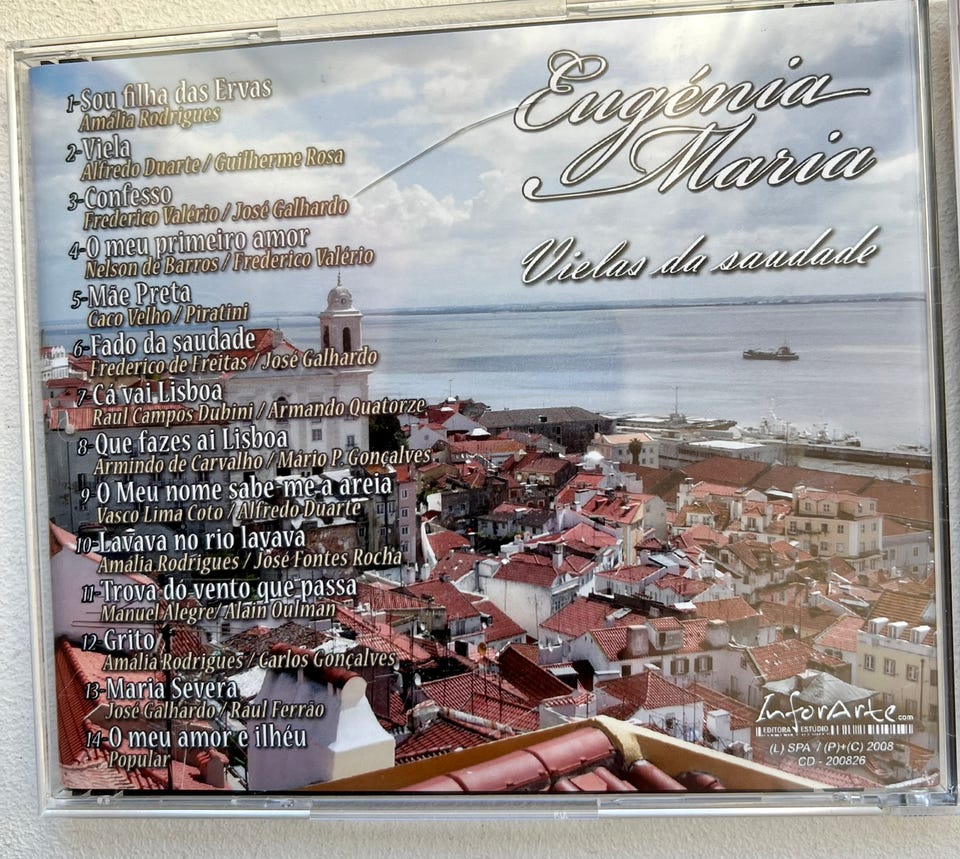 1-Sou filha das Ervas
Amália Rodrigues
2-Viela
Alfredo Duarte / Guilherme Rosa
3-Confesso
Frederico Valério / José Galhardo
4-O meu primeiro amor
Nelson de Barros / Frederico Valério
5-Mãe Preta
Caco Velho / Piratini
6-Fado da saudade
Frederico de Freitas / José Galhardo
7-Cá vai Lisboa
Raul Campos Dubini / Armando Quatorze
8-Que fazes ai Lisboa
Armindo de Carvalho / Mário P. Gonçalves
9-O Meu nome sabe-me a areia
Vasco Lima Coto / Alfredo Duarte
10-Lavava no rio lavava
Amália Rodrigues / José Fontes Rocha
11-Trova do vento que passa
Manuel Alegre/ Alain Oulman
12-Grito
Amália Rodrigues / Carlos Gonçalves
13-Maria Severa
José Galhardo / Raul Ferrão
14-O meu amor e ilhéu
Popular
Eugénia
Maria
Vielas da saudade
InforArte.com
EDITORA ESTÚDIO
(L) SPA / (P)+(C) 2008
CD - 200826